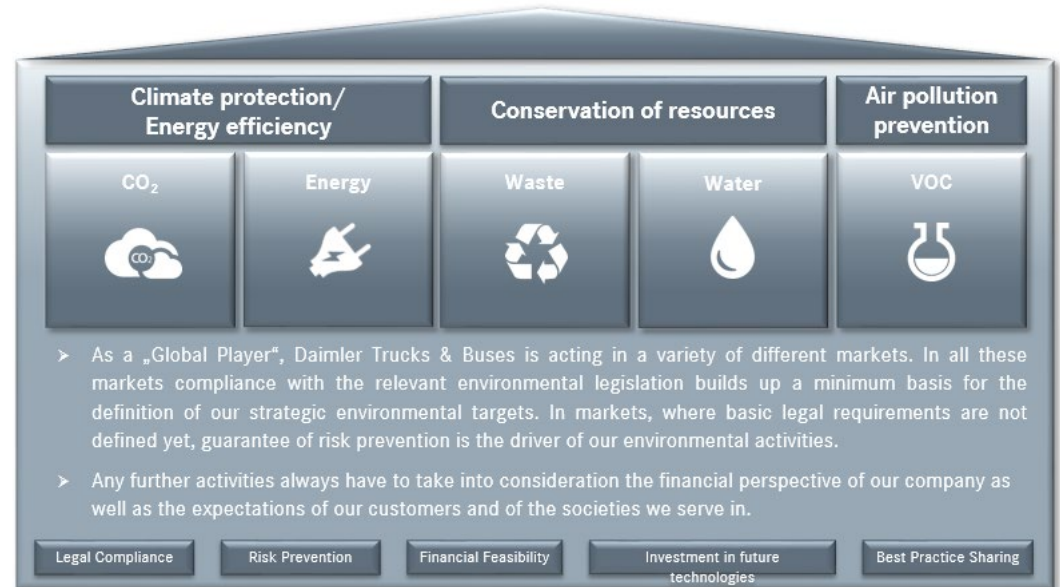 Climate protection/
Energy efficiency
Conservation of resources
Air pollution
prevention
CO₂
Energy
Waste
Water
VOC
CO₂
➢ As a „Global Player“, Daimler Trucks & Buses is acting in a variety of different markets. In all these
markets compliance with the relevant environmental legislation builds up a minimum basis for the
definition of our strategic environmental targets. In markets, where basic legal requirements are not
defined yet, guarantee of risk prevention is the driver of our environmental activities.
➢ Any further activities always have to take into consideration the financial perspective of our company as
well as the expectations of our customers and of the societies we serve in.
Legal Compliance
Risk Prevention
Financial Feasibility
Investment in future
technologies
Best Practice Sharing